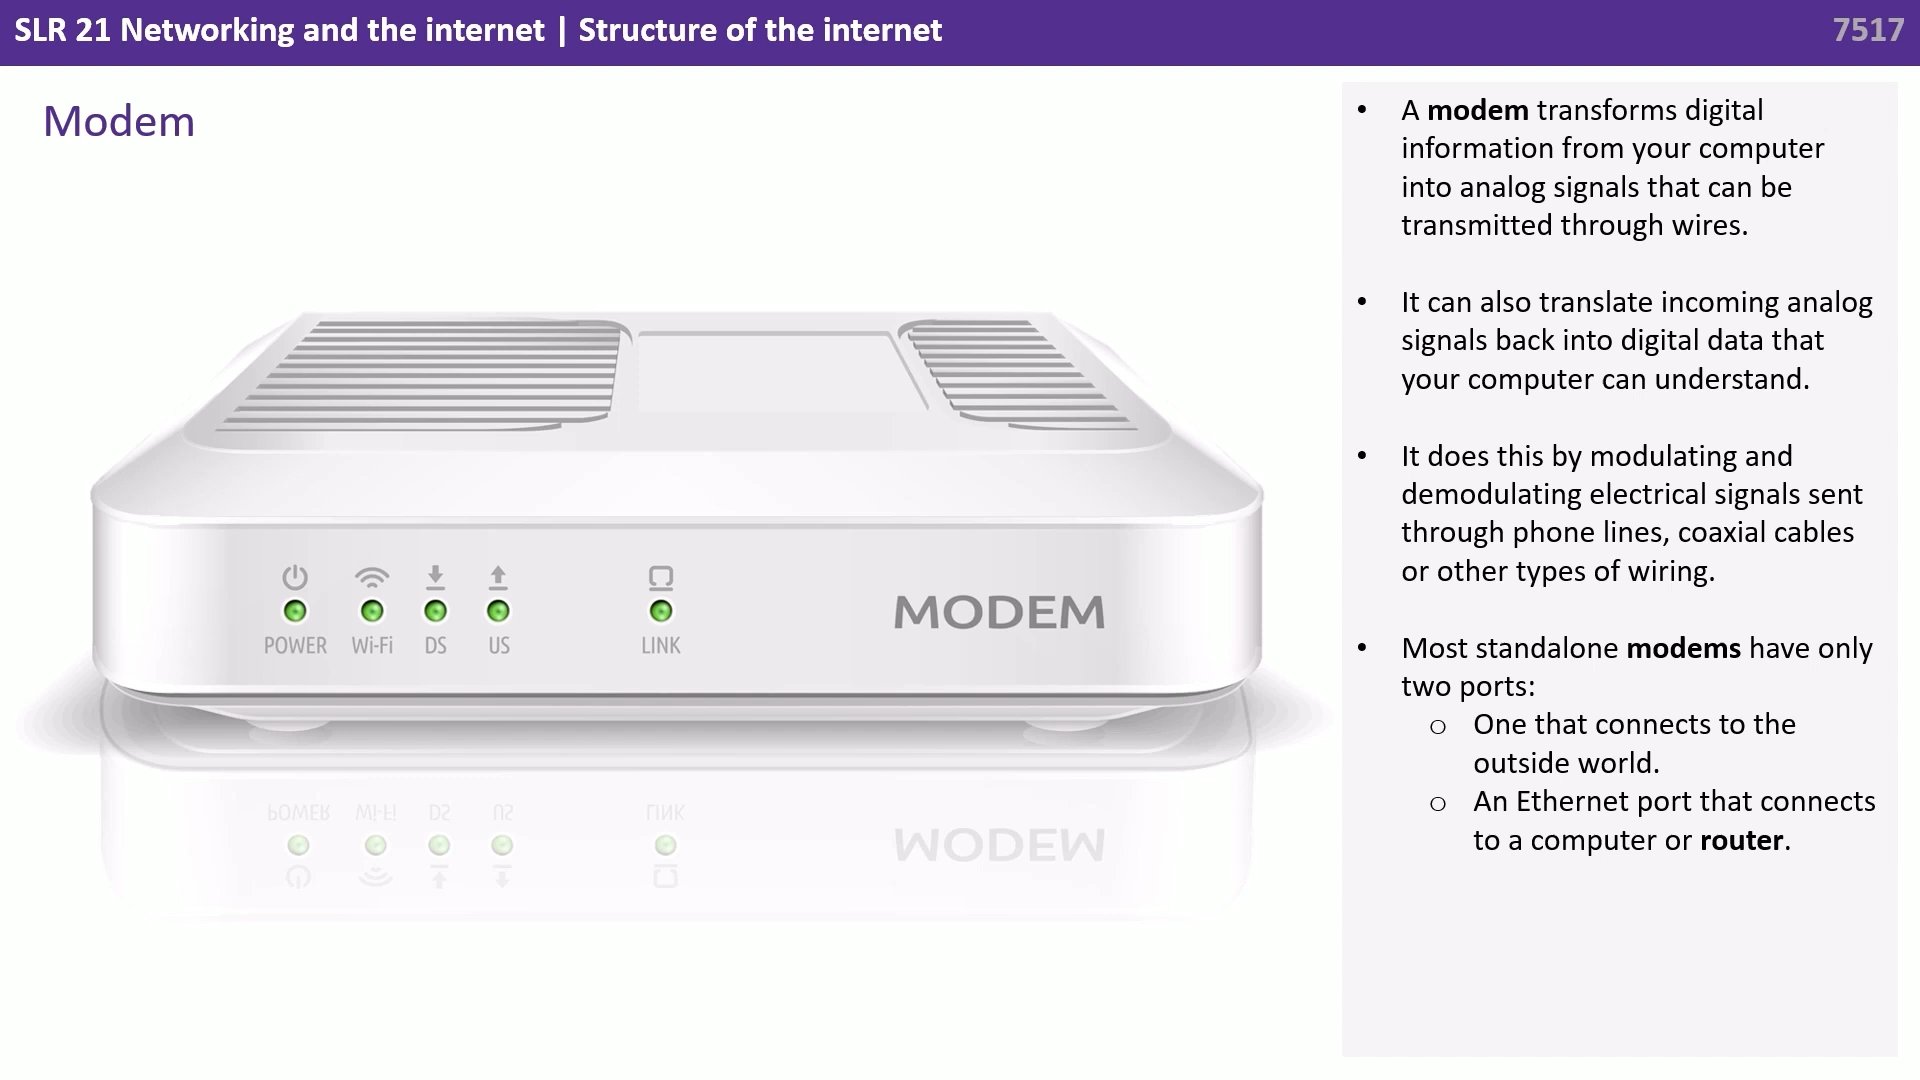 SLR 21 Networking and the internet | Structure of the internet
7517
Modem
• A modem transforms digital
information from your computer
into analog signals that can be
transmitted through wires.
• It can also translate incoming analog
signals back into digital data that
your computer can understand.
• It does this by modulating and
demodulating electrical signals sent
through phone lines, coaxial cables
or other types of wiring.
• Most standalone modems have only
two ports:
o One that connects to the
outside world.
o An Ethernet port that connects
to a computer or router.
POWER Wi-Fi DS US LINK
MODEM